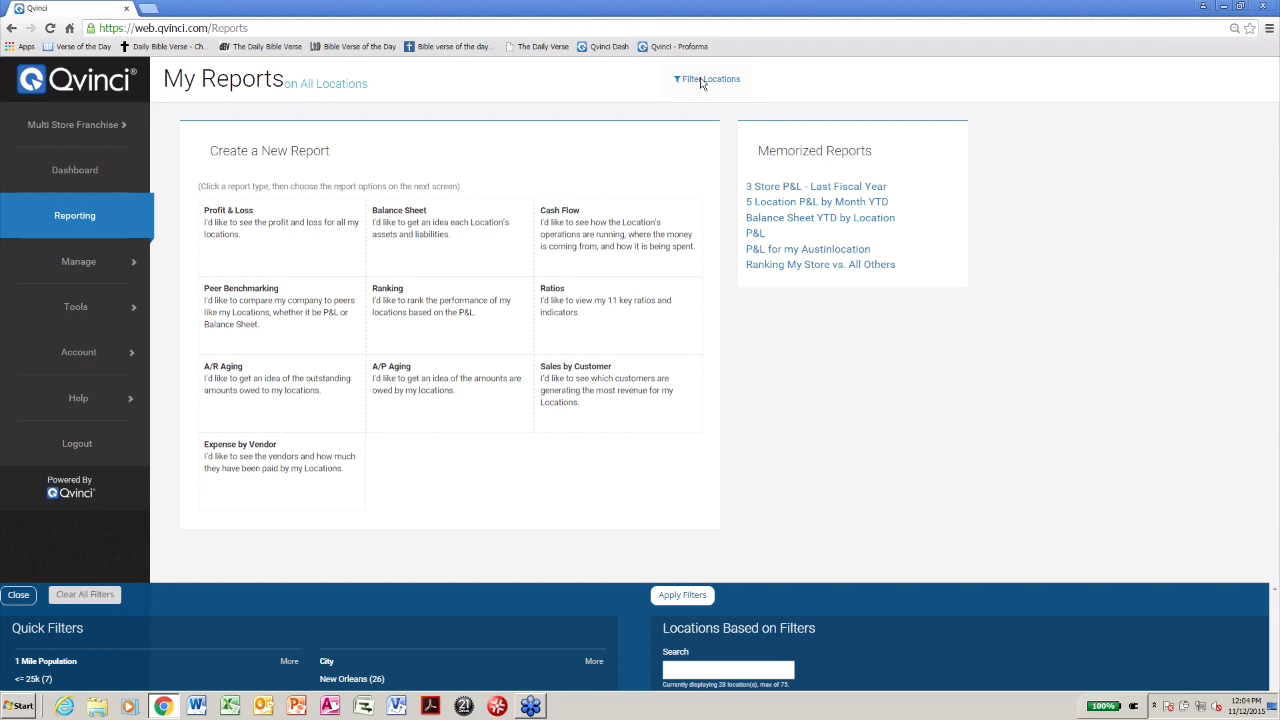 Qvinci
https://web.qvinci.com/Reports
Apps
Verse of the Day
Daily Bible Verse - Ch...
The Daily Bible Verse
Bible Verse of the Day
Bible verse of the day...
The Daily Verse
Qvinci Dash
Qvinci - Proforma
Qvinci®
My Reports on All Locations
Filter Locations
Multi Store Franchise
Dashboard
Reporting
Manage
Tools
Account
Help
Logout
Powered By
Qvinci
Create a New Report
(Click a report type, then choose the report options on the next screen)
Profit & Loss
I'd like to see the profit and loss for all my
locations.
Balance Sheet
I'd like to get an idea each Location's
assets and liabilities.
Cash Flow
I'd like to see how the Location's
operations are running, where the money
is coming from, and how it is being spent.
Peer Benchmarking
I'd like to compare my company to peers
like my Locations, whether it be P&L or
Balance Sheet.
Ranking
I'd like to rank the performance of my
locations based on the P&L.
Ratios
I'd like to view my 11 key ratios and
indicators.
A/R Aging
I'd like to get an idea of the outstanding
amounts owed to my locations.
A/P Aging
I'd like to get an idea of the amounts are
owed by my locations.
Sales by Customer
I'd like to see which customers are
generating the most revenue for my
Locations.
Expense by Vendor
I'd like to see the vendors and how much
they have been paid by my Locations.
Memorized Reports
3 Store P&L - Last Fiscal Year
5 Location P&L by Month YTD
Balance Sheet YTD by Location
P&L
P&L for my Austinlocation
Ranking My Store vs. All Others
Close
Clear All Filters
Apply Filters
Quick Filters
1 Mile Population
More
<= 25k (7)
City
More
New Orleans (26)
Locations Based on Filters
Search
Currently displaying 28 location(s), max of 75.
Start
100%
12:04 PM
11/12/2015